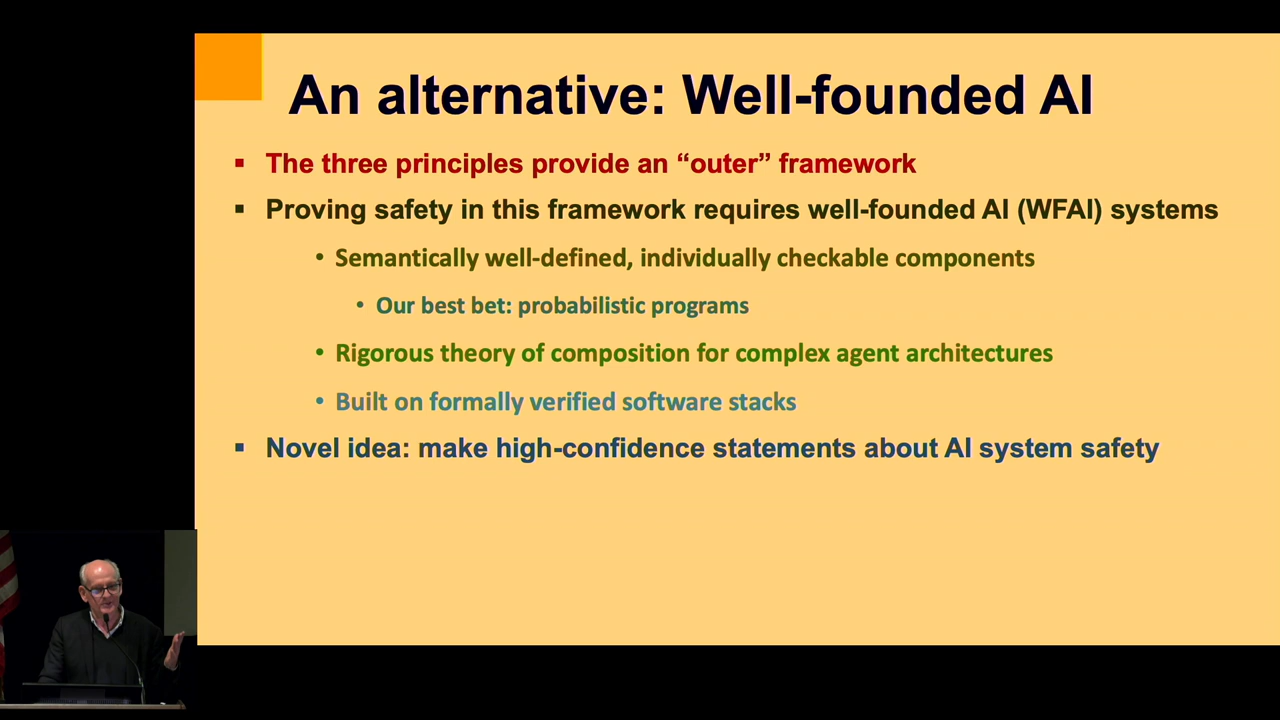 An alternative: Well-founded AI
▪ The three principles provide an “outer” framework
▪ Proving safety in this framework requires well-founded AI (WFAI) systems
• Semantically well-defined, individually checkable components
• Our best bet: probabilistic programs
• Rigorous theory of composition for complex agent architectures
• Built on formally verified software stacks
▪ Novel idea: make high-confidence statements about AI system safety